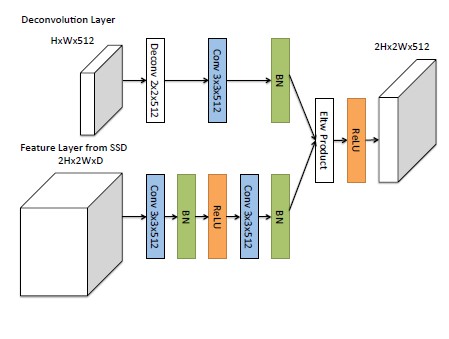 Deconvolution Layer
HxWx512
2Hx2Wx512
Deconv 2x2x512
Conv 3x3x512
BN
Eltw Product
ReLU
Feature Layer from SSD
2Hx2WxD
Conv 3x3x512
BN
ReLU
Conv 3x3x512
BN